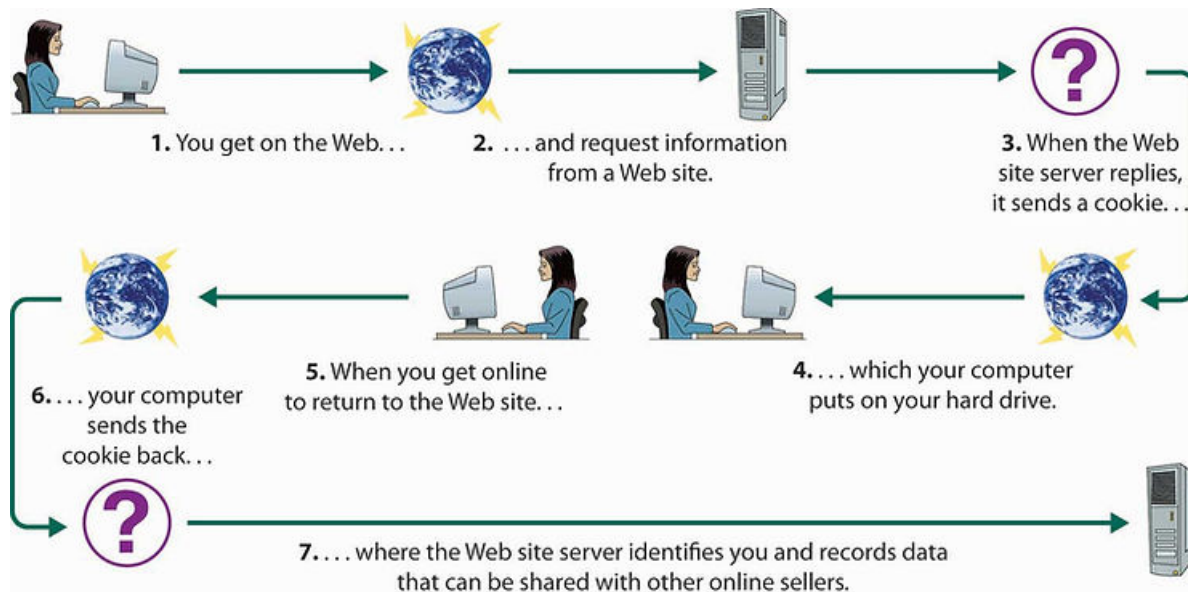 ?
1. You get on the Web. . .
2. . . . and request information
from a Web site.
3. When the Web
site server replies,
it sends a cookie. . .
4. . . . which your computer
puts on your hard drive.
5. When you get online
to return to the Web site. . .
6. . . . your computer
sends the
cookie back. . .
?
7. . . . where the Web site server identifies you and records data
that can be shared with other online sellers.